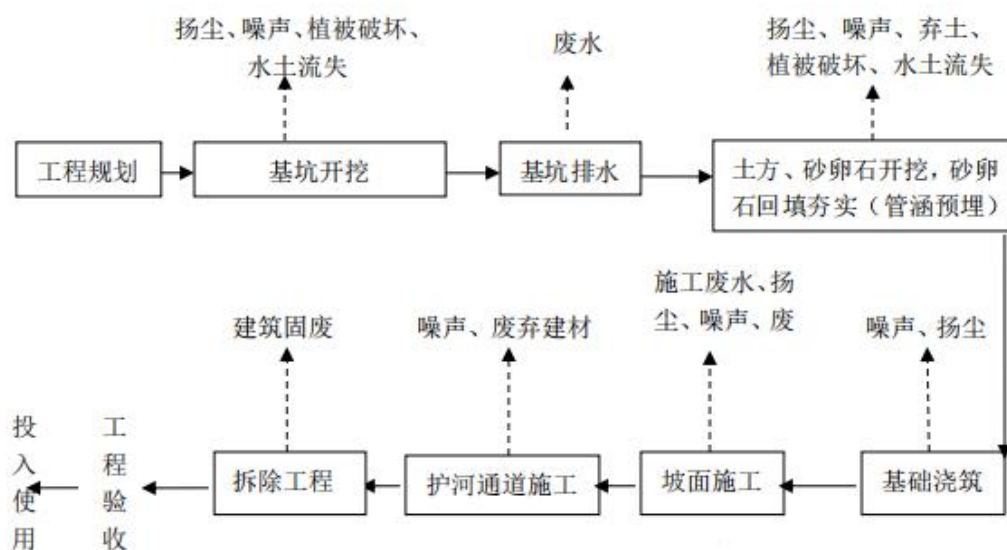 扬尘、噪声、植被破坏、
水土流失
废水
扬尘、噪声、弃土、
植被破坏、水土流失
工程规划
基坑开挖
基坑排水
土方、砂卵石开挖，砂卵
石回填夯实（管涵预埋）
建筑固废
噪声、废弃建材
施工废水、扬
尘、噪声、废
噪声、扬尘
投入使用
工程验收
拆除工程
护河通道施工
坡面施工
基础浇筑